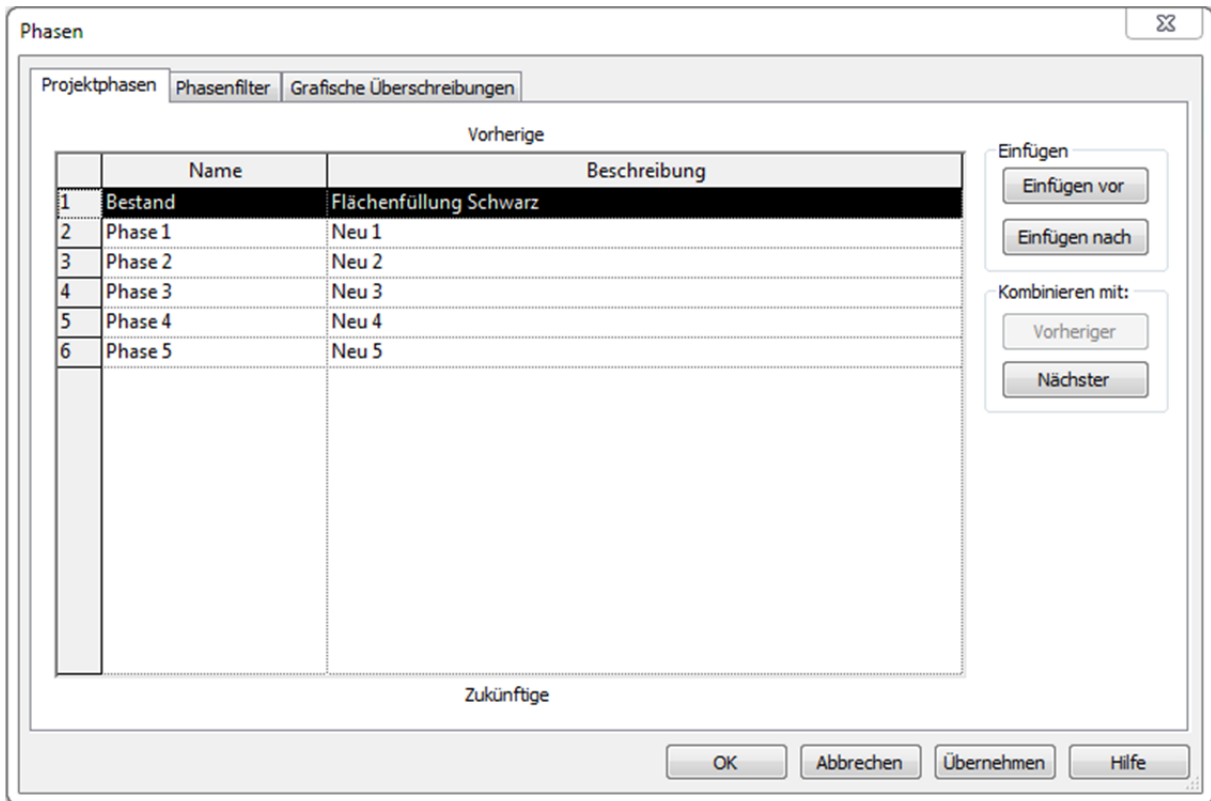 Phasen
Projektphasen Phasenfilter Grafische Überschreibungen
Vorherige
Name Beschreibung
1 Bestand Flächenfüllung Schwarz
2 Phase 1 Neu 1
3 Phase 2 Neu 2
4 Phase 3 Neu 3
5 Phase 4 Neu 4
6 Phase 5 Neu 5
Zukünftige
Einfügen
Einfügen vor
Einfügen nach
Kombinieren mit:
Vorheriger
Nächster
OK Abbrechen Übernehmen Hilfe